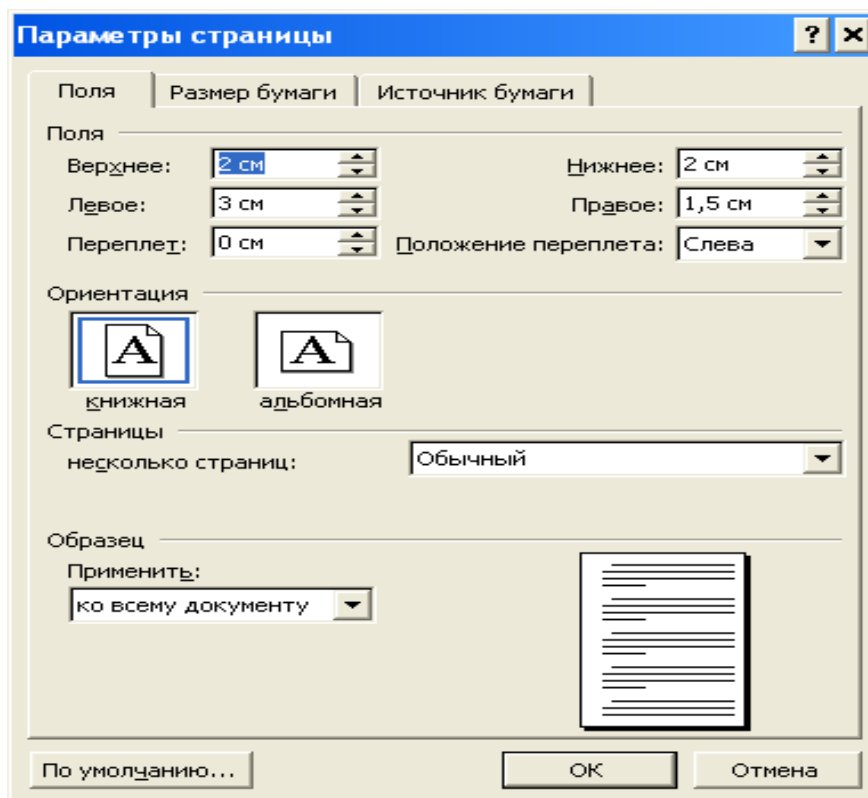 Параметры страницы
Поля Размер бумаги Источник бумаги
Поля
Верхнее: 2 см Нижнее: 2 см
Левое: 3 см Правое: 1,5 см
Переплет: 0 см Положение переплета: Слева
Ориентация
A A
книжная альбомная
Страницы
несколько страниц: Обычный
Образец
Применить:
ко всему документу
По умолчанию... ОК Отмена